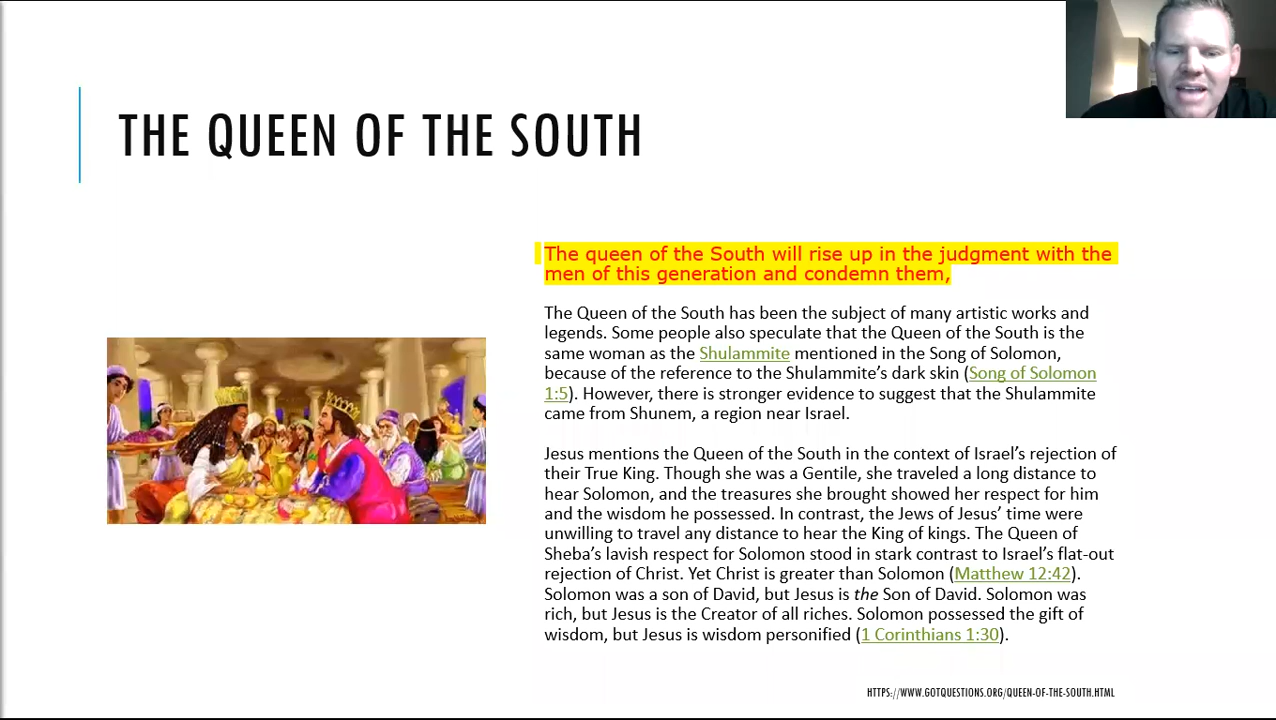 THE QUEEN OF THE SOUTH
The queen of the South will rise up in the judgment with the
men of this generation and condemn them,
The Queen of the South has been the subject of many artistic works and
legends. Some people also speculate that the Queen of the South is the
same woman as the Shulammite mentioned in the Song of Solomon,
because of the reference to the Shulammite’s dark skin (Song of Solomon
1:5). However, there is stronger evidence to suggest that the Shulammite
came from Shunem, a region near Israel.
Jesus mentions the Queen of the South in the context of Israel’s rejection of
their True King. Though she was a Gentile, she traveled a long distance to
hear Solomon, and the treasures she brought showed her respect for him
and the wisdom he possessed. In contrast, the Jews of Jesus’ time were
unwilling to travel any distance to hear the King of kings. The Queen of
Sheba’s lavish respect for Solomon stood in stark contrast to Israel’s flat-out
rejection of Christ. Yet Christ is greater than Solomon (Matthew 12:42).
Solomon was a son of David, but Jesus is the Son of David. Solomon was
rich, but Jesus is the Creator of all riches. Solomon possessed the gift of
wisdom, but Jesus is wisdom personified (1 Corinthians 1:30).
HTTPS://WWW.GOTQUESTIONS.ORG/QUEEN-OF-THE-SOUTH.HTML